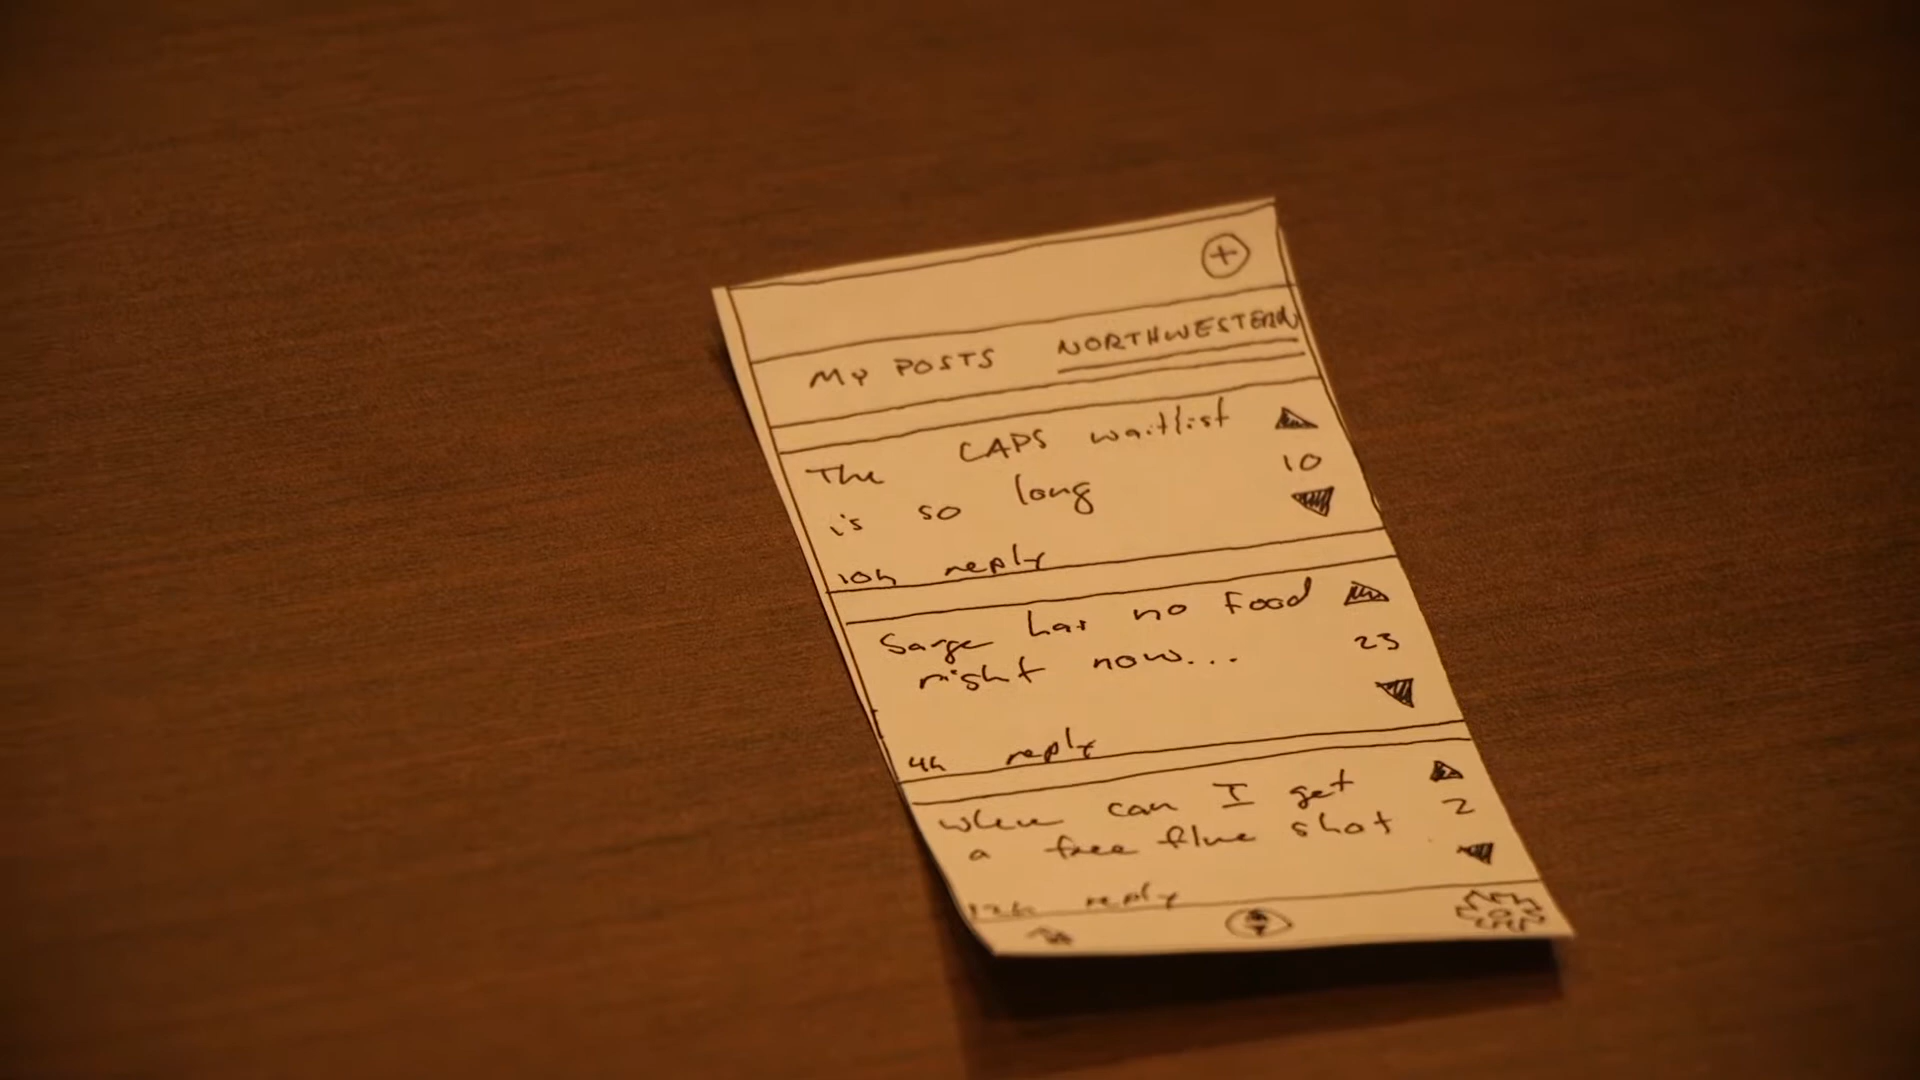 +
MY POSTS NORTHWESTERN
The CAPS waitlist
is so long
10
10h reply
Sarge has no food
right now...
23
4h reply
when can I get
a free flue shot
2
12h reply